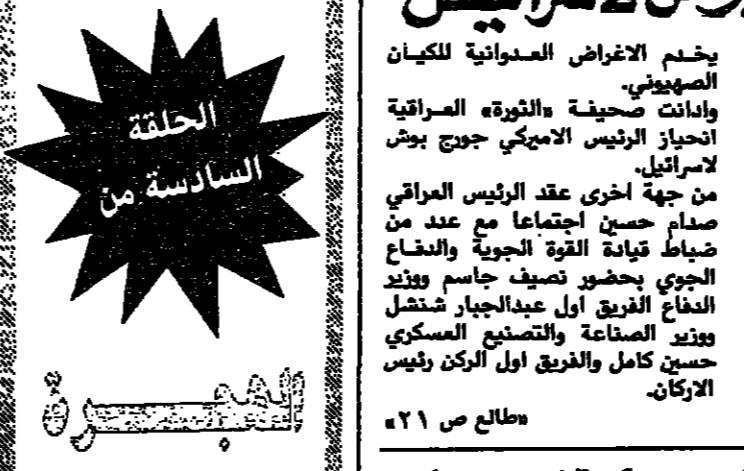 يخدم الاغراض العدوانية للكيان
الصهيوني.
وادانت صحيفة «الثورة» العراقية
انحياز الرئيس الاميركي جورج بوش
لاسرائيل.
من جهة اخرى عقد الرئيس العراقي
صدام حسين اجتماعا مع عدد من
ضباط قيادة القوة الجوية والدفاع
الجوي بحضور نصيف جاسم ووزير
الدفاع الفريق اول عبدالجبار شنشل
ووزير الصناعة والتصنيع العسكري
حسين كامل والفريق اول الركن رئيس
الاركان.
«طالع ص ٢١»
الحلقة
السادسة من